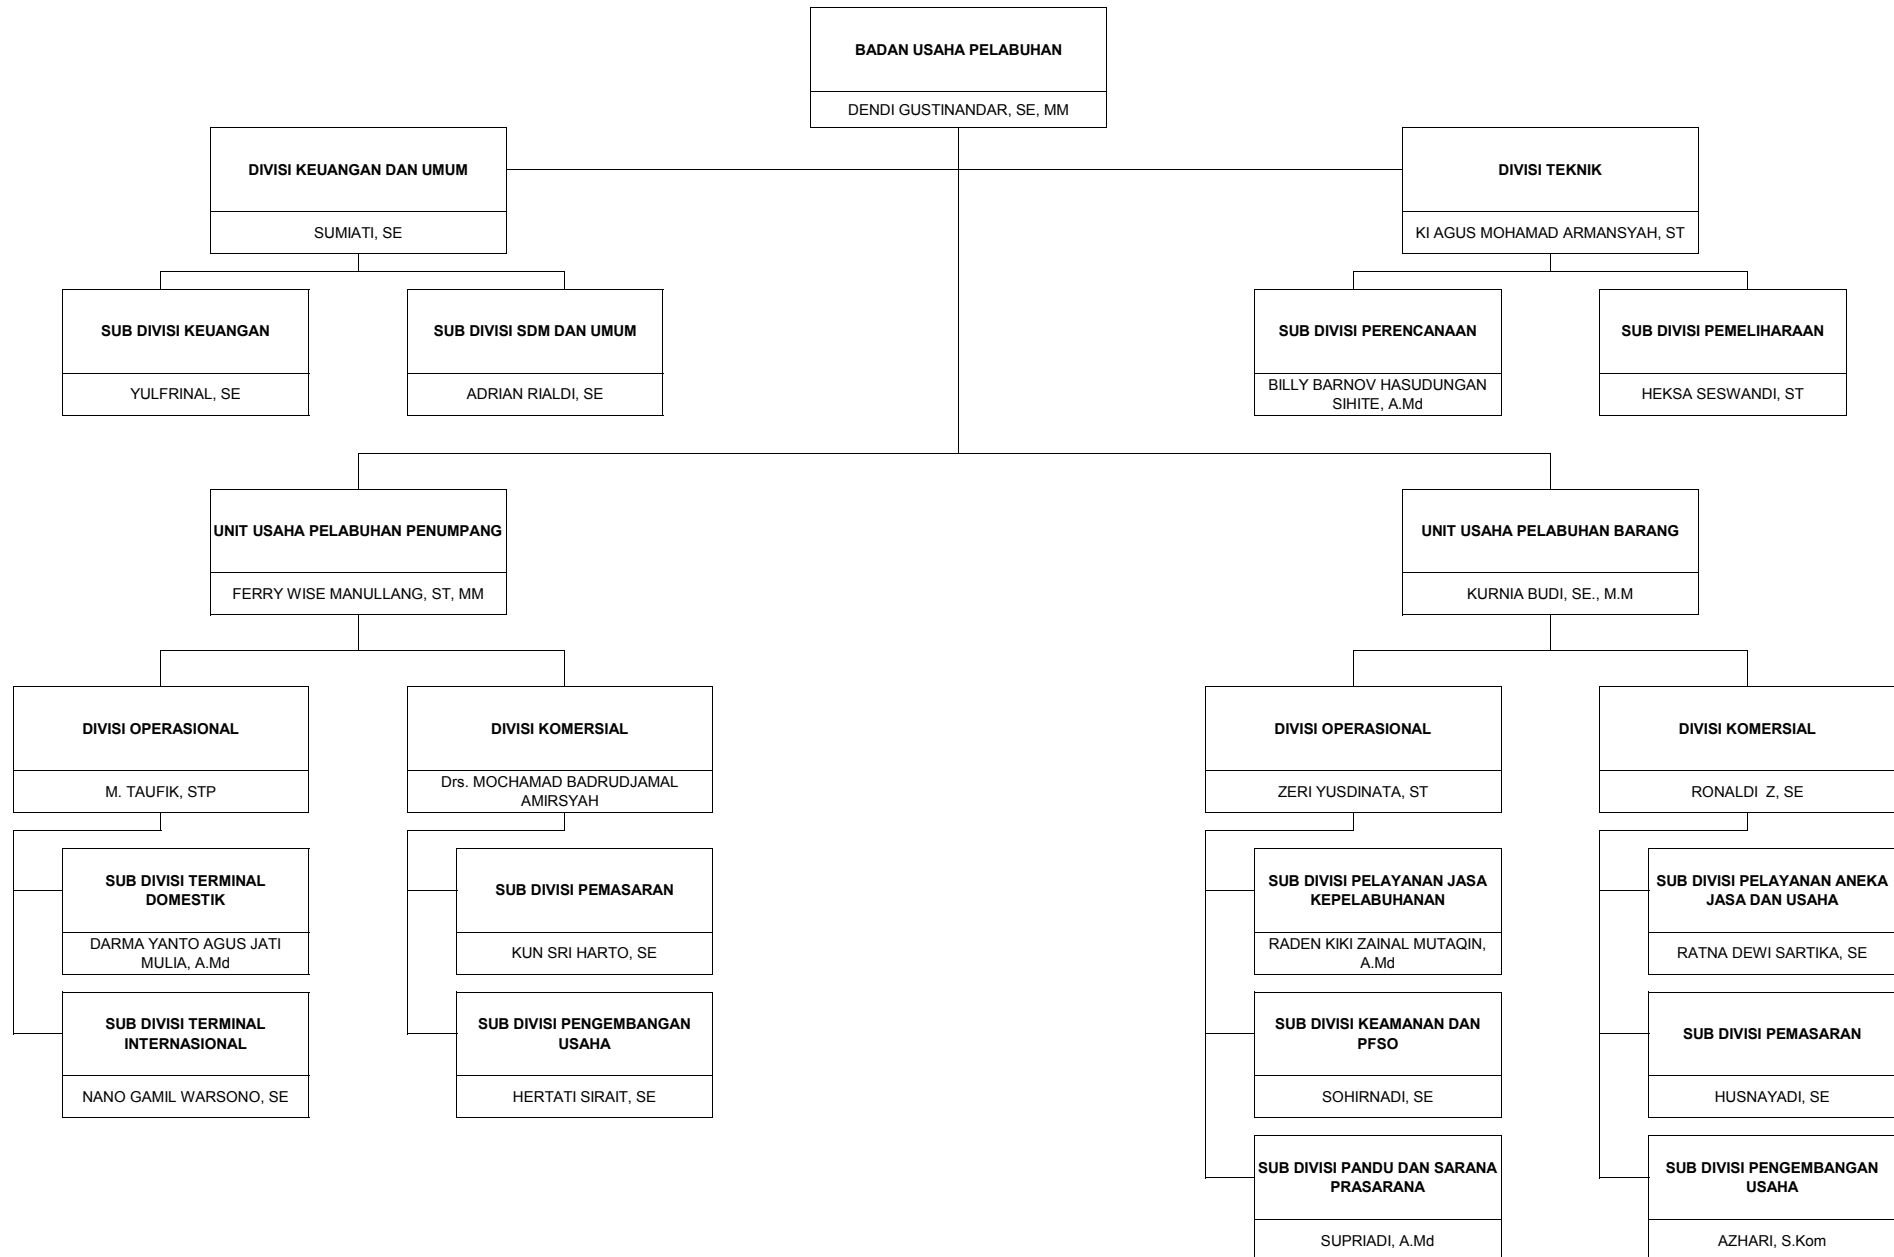 BADAN USAHA PELABUHAN
DENDI GUSTINANDAR, SE, MM
DIVISI KEUANGAN DAN UMUM
SUMIATI, SE
DIVISI TEKNIK
KI AGUS MOHAMAD ARMANSYAH, ST
SUB DIVISI KEUANGAN
YULFRINAL, SE
SUB DIVISI SDM DAN UMUM
ADRIAN RIALDI, SE
SUB DIVISI PERENCANAAN
BILLY BARNOV HASUDUNGAN
SIHITE, A.Md
SUB DIVISI PEMELIHARAAN
HEKSA SESWANDI, ST
UNIT USAHA PELABUHAN PENUMPANG
FERRY WISE MANULLANG, ST, MM
UNIT USAHA PELABUHAN BARANG
KURNIA BUDI, SE., M.M
DIVISI OPERASIONAL
M. TAUFIK, STP
DIVISI KOMERSIAL
Drs. MOCHAMAD BADRUDJAMAL
AMIRSYAH
DIVISI OPERASIONAL
ZERI YUSDINATA, ST
DIVISI KOMERSIAL
RONALDI  Z, SE
SUB DIVISI TERMINAL
DOMESTIK
DARMA YANTO AGUS JATI
MULIA, A.Md
SUB DIVISI PEMASARAN
KUN SRI HARTO, SE
SUB DIVISI PELAYANAN JASA
KEPELABUHANAN
RADEN KIKI ZAINAL MUTAQIN,
A.Md
SUB DIVISI PELAYANAN ANEKA
JASA DAN USAHA
RATNA DEWI SARTIKA, SE
SUB DIVISI TERMINAL
INTERNASIONAL
NANO GAMIL WARSONO, SE
SUB DIVISI PENGEMBANGAN
USAHA
HERTATI SIRAIT, SE
SUB DIVISI KEAMANAN DAN
PFSO
SOHIRNADI, SE
SUB DIVISI PEMASARAN
HUSNAYADI, SE
SUB DIVISI PANDU DAN SARANA
PRASARANA
SUPRIADI, A.Md
SUB DIVISI PENGEMBANGAN
USAHA
AZHARI, S.Kom